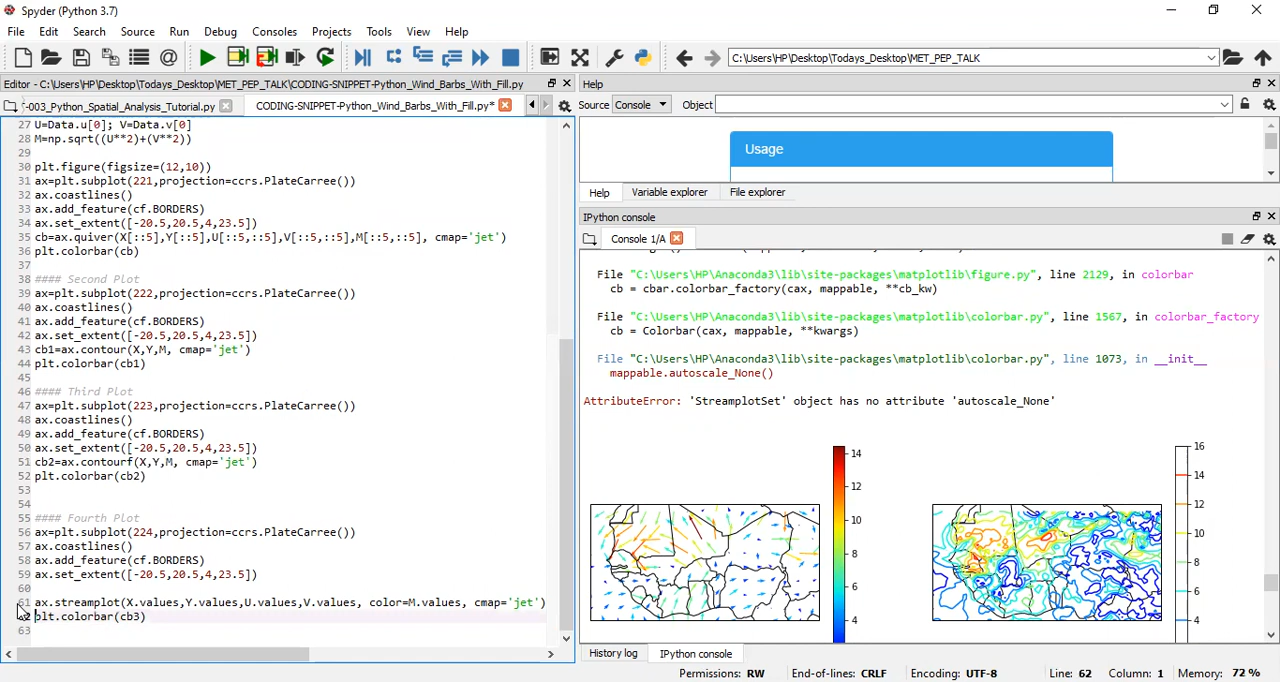 Spyder (Python 3.7)
File Edit Search Source Run Debug Consoles Projects Tools View Help
C:\Users\HP\Desktop\Todays_Desktop\MET_PEP_TALK
Editor - C:\Users\HP\Desktop\Todays_Desktop\MET_PEP_TALK\CODING-SNIPPET-Python_Wind_Barbs_With_Fill.py
-003_Python_Spatial_Analysis_Tutorial.py CODING-SNIPPET-Python_Wind_Barbs_With_Fill.py*
27 U=Data.u[0]; V=Data.v[0]
28 M=np.sqrt((U**2)+(V**2))
29
30 plt.figure(figsize=(12,10))
31 ax=plt.subplot(221,projection=ccrs.PlateCarree())
32 ax.coastlines()
33 ax.add_feature(cf.BORDERS)
34 ax.set_extent([-20.5,20.5,4,23.5])
35 cb=ax.quiver(X[::5],Y[::5],U[::5,::5],V[::5,::5],M[::5,::5], cmap='jet')
36 plt.colorbar(cb)
37
38 #### Second Plot
39 ax=plt.subplot(222,projection=ccrs.PlateCarree())
40 ax.coastlines()
41 ax.add_feature(cf.BORDERS)
42 ax.set_extent([-20.5,20.5,4,23.5])
43 cb1=ax.contour(X,Y,M, cmap='jet')
44 plt.colorbar(cb1)
45
46 #### Third Plot
47 ax=plt.subplot(223,projection=ccrs.PlateCarree())
48 ax.coastlines()
49 ax.add_feature(cf.BORDERS)
50 ax.set_extent([-20.5,20.5,4,23.5])
51 cb2=ax.contourf(X,Y,M, cmap='jet')
52 plt.colorbar(cb2)
53
54
55 #### Fourth Plot
56 ax=plt.subplot(224,projection=ccrs.PlateCarree())
57 ax.coastlines()
58 ax.add_feature(cf.BORDERS)
59 ax.set_extent([-20.5,20.5,4,23.5])
60
61 ax.streamplot(X.values,Y.values,U.values,V.values, color=M.values, cmap='jet')
62 plt.colorbar(cb3)
63
Help
Source Console Object
Usage
Help Variable explorer File explorer
IPython console
Console 1/A
File "C:\Users\HP\Anaconda3\lib\site-packages\matplotlib\figure.py", line 2129, in colorbar
cb = cbar.colorbar_factory(cax, mappable, **cb_kw)
File "C:\Users\HP\Anaconda3\lib\site-packages\matplotlib\colorbar.py", line 1567, in colorbar_factory
cb = Colorbar(cax, mappable, **kwargs)
File "C:\Users\HP\Anaconda3\lib\site-packages\matplotlib\colorbar.py", line 1073, in __init__
mappable.autoscale_None()
AttributeError: 'StreamplotSet' object has no attribute 'autoscale_None'
14
12
10
8
6
4
16
14
12
10
8
6
4
History log IPython console
Permissions: RW End-of-lines: CRLF Encoding: UTF-8 Line: 62 Column: 1 Memory: 72 %